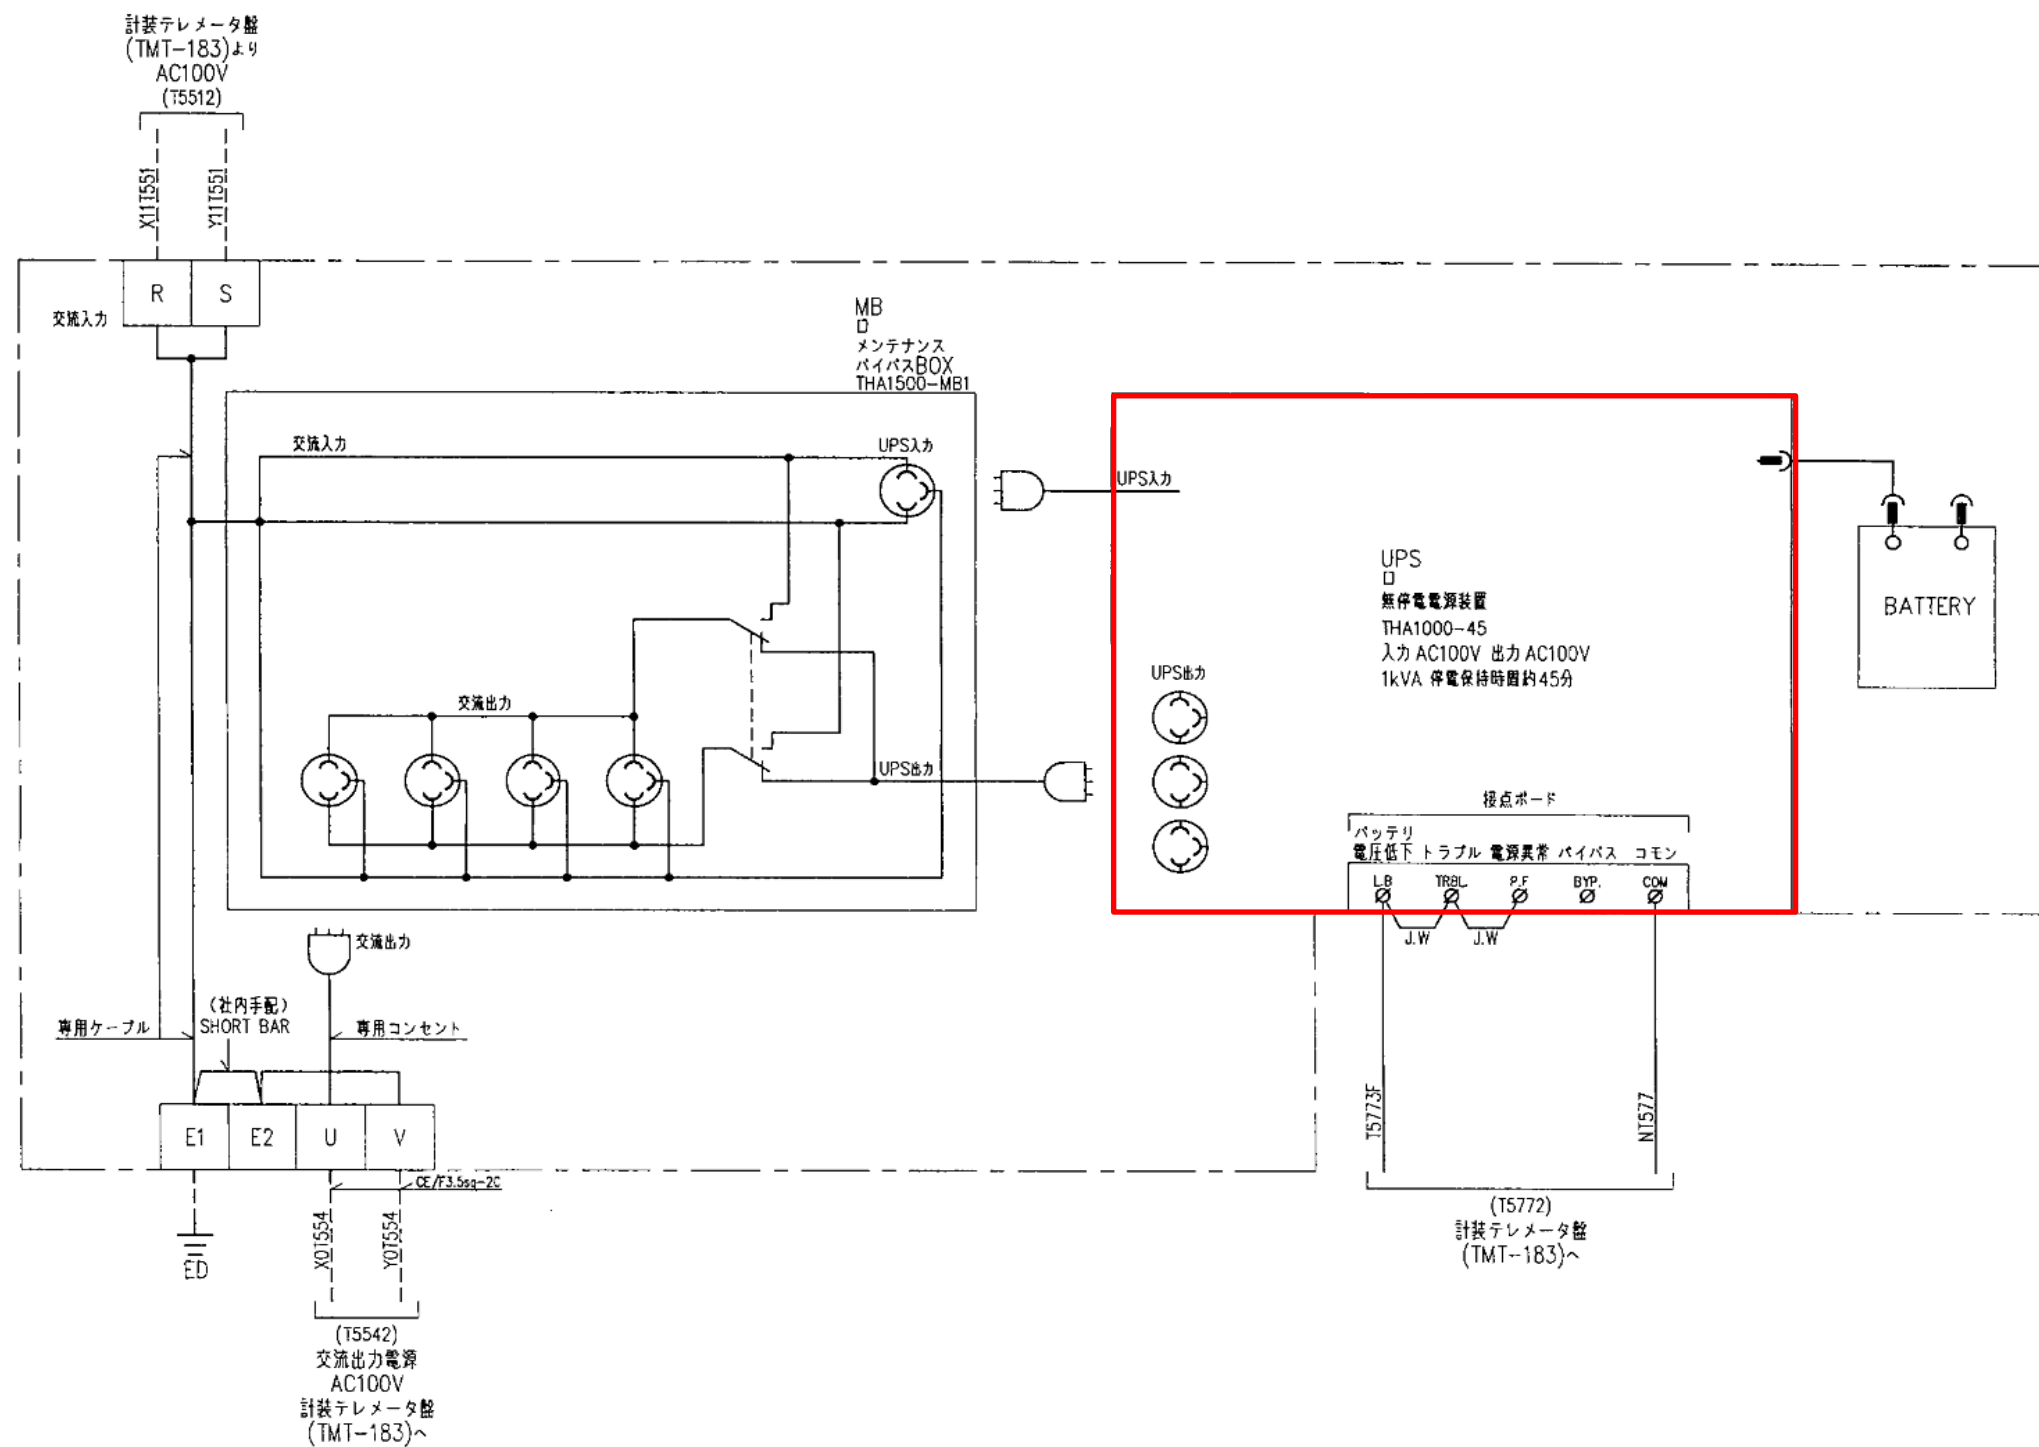 計装テレメータ盤
(TMT-183)より
AC100V
(T5512)
X11T551
Y11T551
R
S
交流入力
MB
メンテナンス
バイパスBOX
THA1500-MB1
交流入力
UPS入力
UPS入力
UPS
無停電電源装置
THA1000-45
入力 AC100V 出力 AC100V
1kVA 停電保持時間約45分
BATTERY
UPS出力
交流出力
UPS出力
接点ボード
バッテリ
電圧低下 トラブル 電源異常 バイパス コモン
L.B TRBL. P.F BYP. COM
J.W J.W
交流出力
(社内手配)
SHORT BAR
専用ケーブル
専用コンセント
E1
E2
U
V
CE/F3.5sq-2C
ED
X0T554
Y0T554
T5773F
NT577
(T5772)
計装テレメータ盤
(TMT-183)へ
(T5542)
交流出力電源
AC100V
計装テレメータ盤
(TMT-183)へ